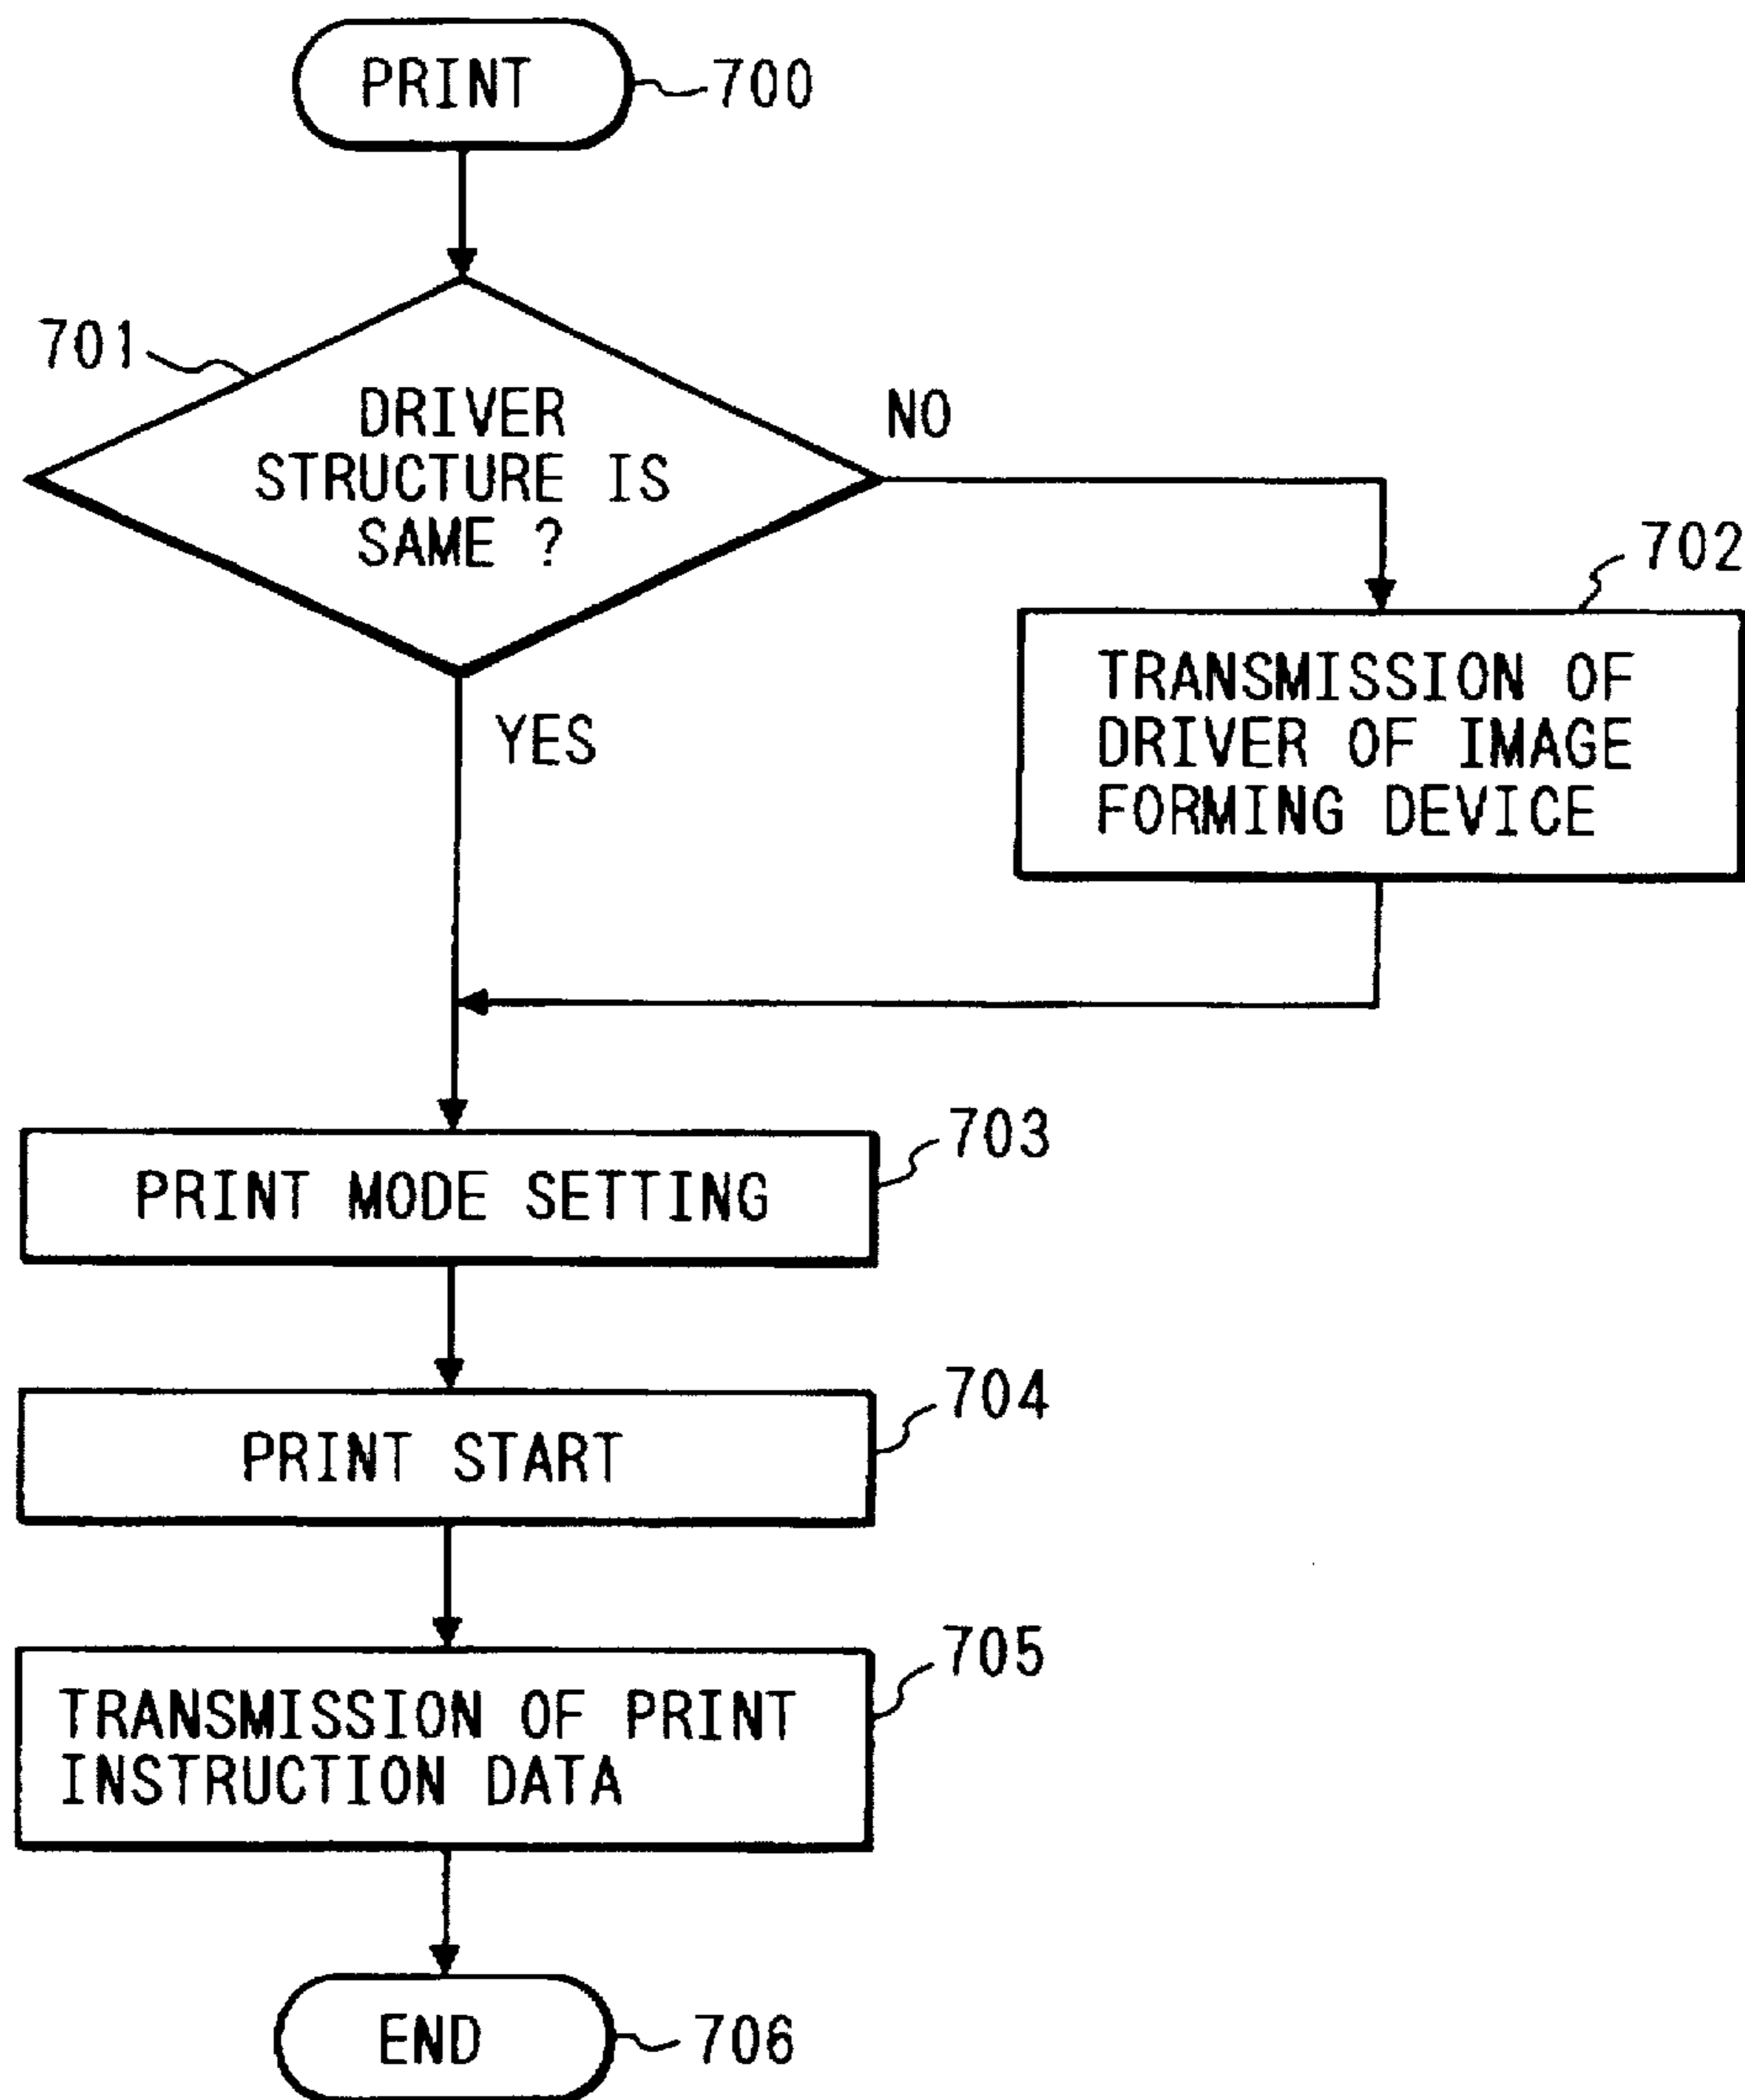 PRINT
700
701
DRIVER
STRUCTURE IS
SAME ?
NO
YES
702
TRANSMISSION OF
DRIVER OF IMAGE
FORMING DEVICE
703
PRINT MODE SETTING
704
PRINT START
705
TRANSMISSION OF PRINT
INSTRUCTION DATA
END
706